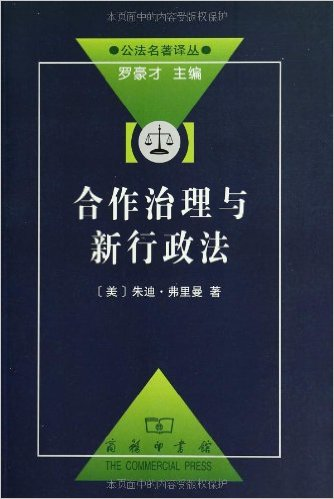 本页面中的内容受版权保护
●公法名著译丛●
罗豪才 主编
合作治理与
新行政法
〔美〕朱迪·弗里曼 著
商务印书馆
THE COMMERCIAL PRESS
本页面中的内容受版权保护